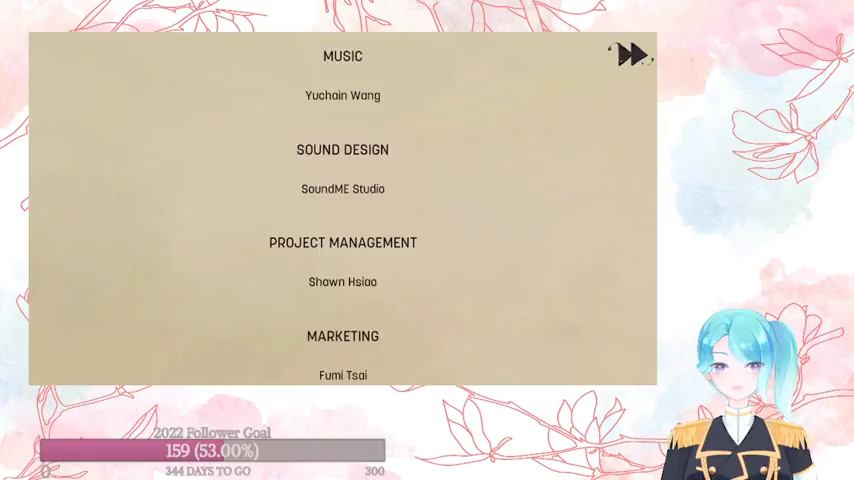 MUSIC
Yuchain Wang
SOUND DESIGN
SoundME Studio
PROJECT MANAGEMENT
Shawn Hsiao
MARKETING
Fumi Tsai
2022 Follower Goal
159 (53.00%)
0 344 DAYS TO GO 300